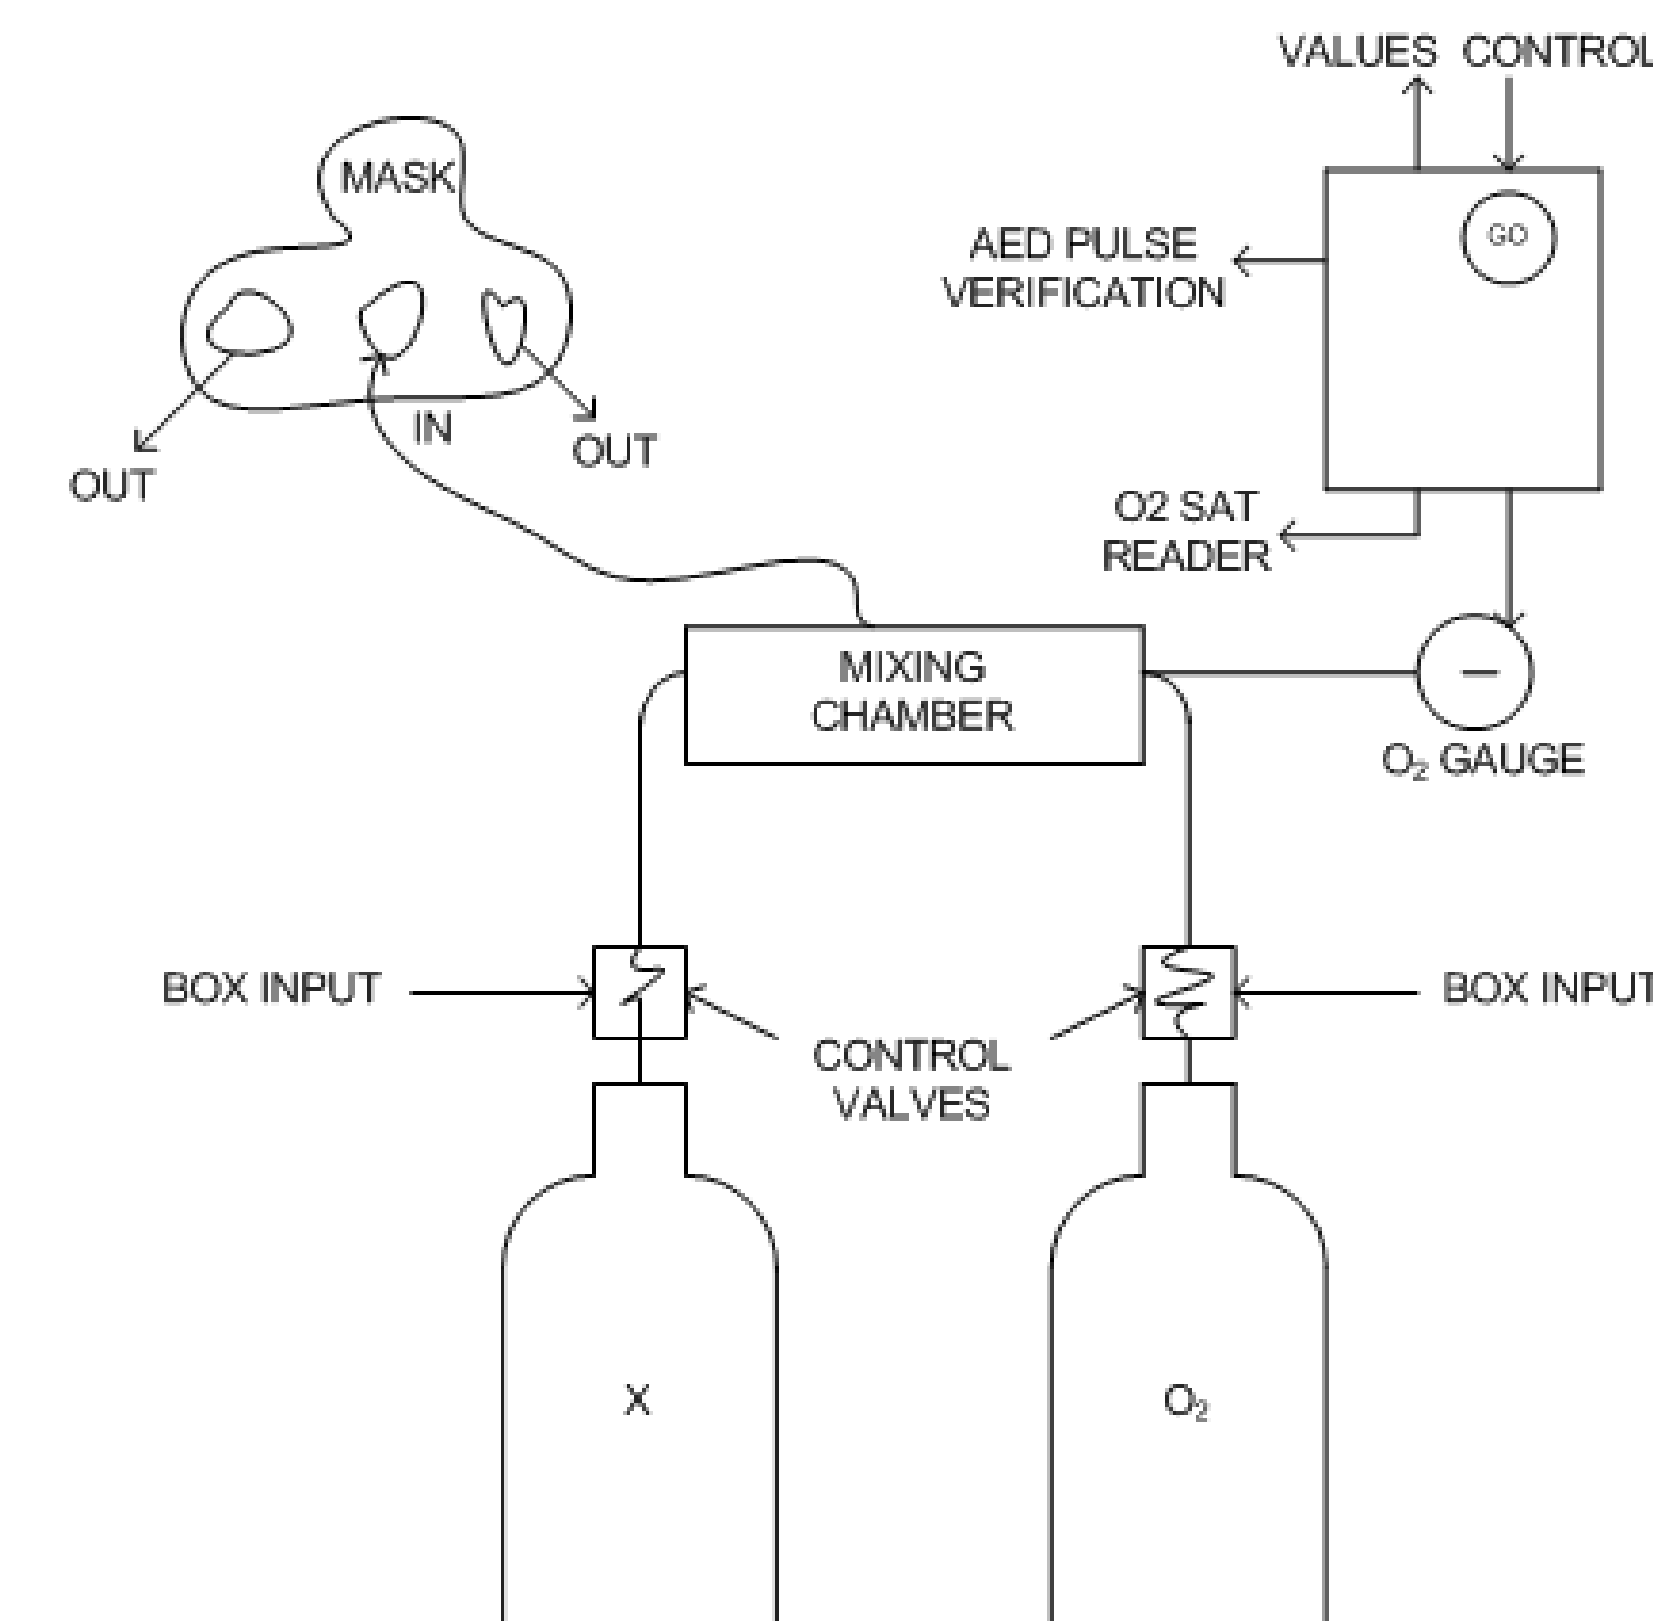 VALUES CONTROL
MASK
GO
AED PULSE
VERIFICATION
IN
OUT
OUT
O2 SAT
READER
MIXING
CHAMBER
O₂ GAUGE
BOX INPUT
BOX INPUT
CONTROL
VALVES
X
O₂